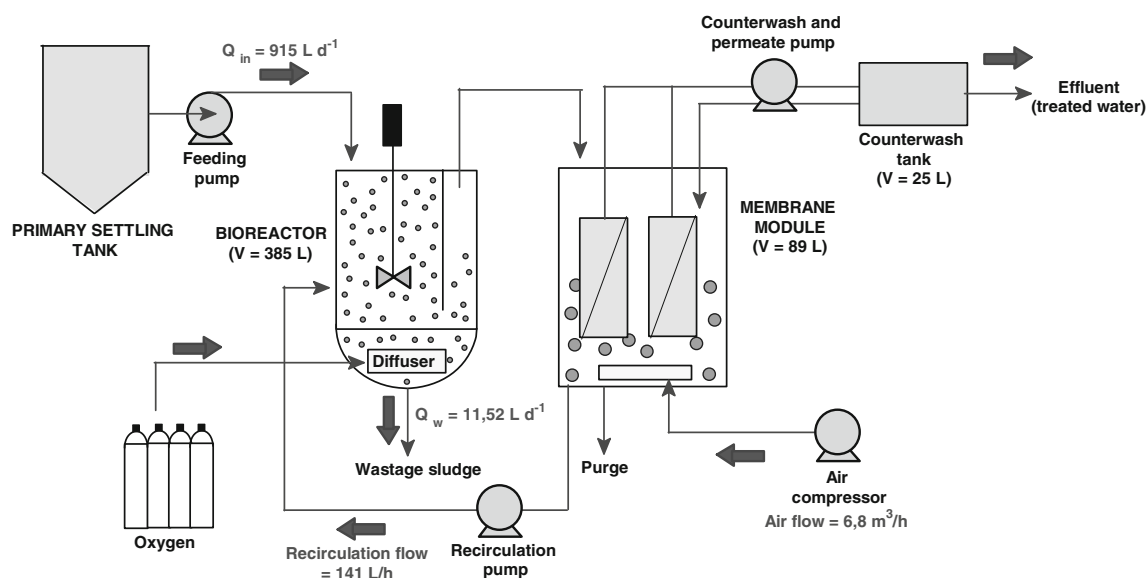 Q in = 915 L d-1
Counterwash and
permeate pump
Effluent
(treated water)
Feeding
pump
Counterwash
tank
(V = 25 L)
PRIMARY SETTLING
TANK
BIOREACTOR
(V = 385 L)
MEMBRANE
MODULE
(V = 89 L)
Diffuser
Q w = 11,52 L d-1
Wastage sludge
Purge
Air
compressor
Air flow = 6,8 m3/h
Oxygen
Recirculation flow
= 141 L/h
Recirculation
pump